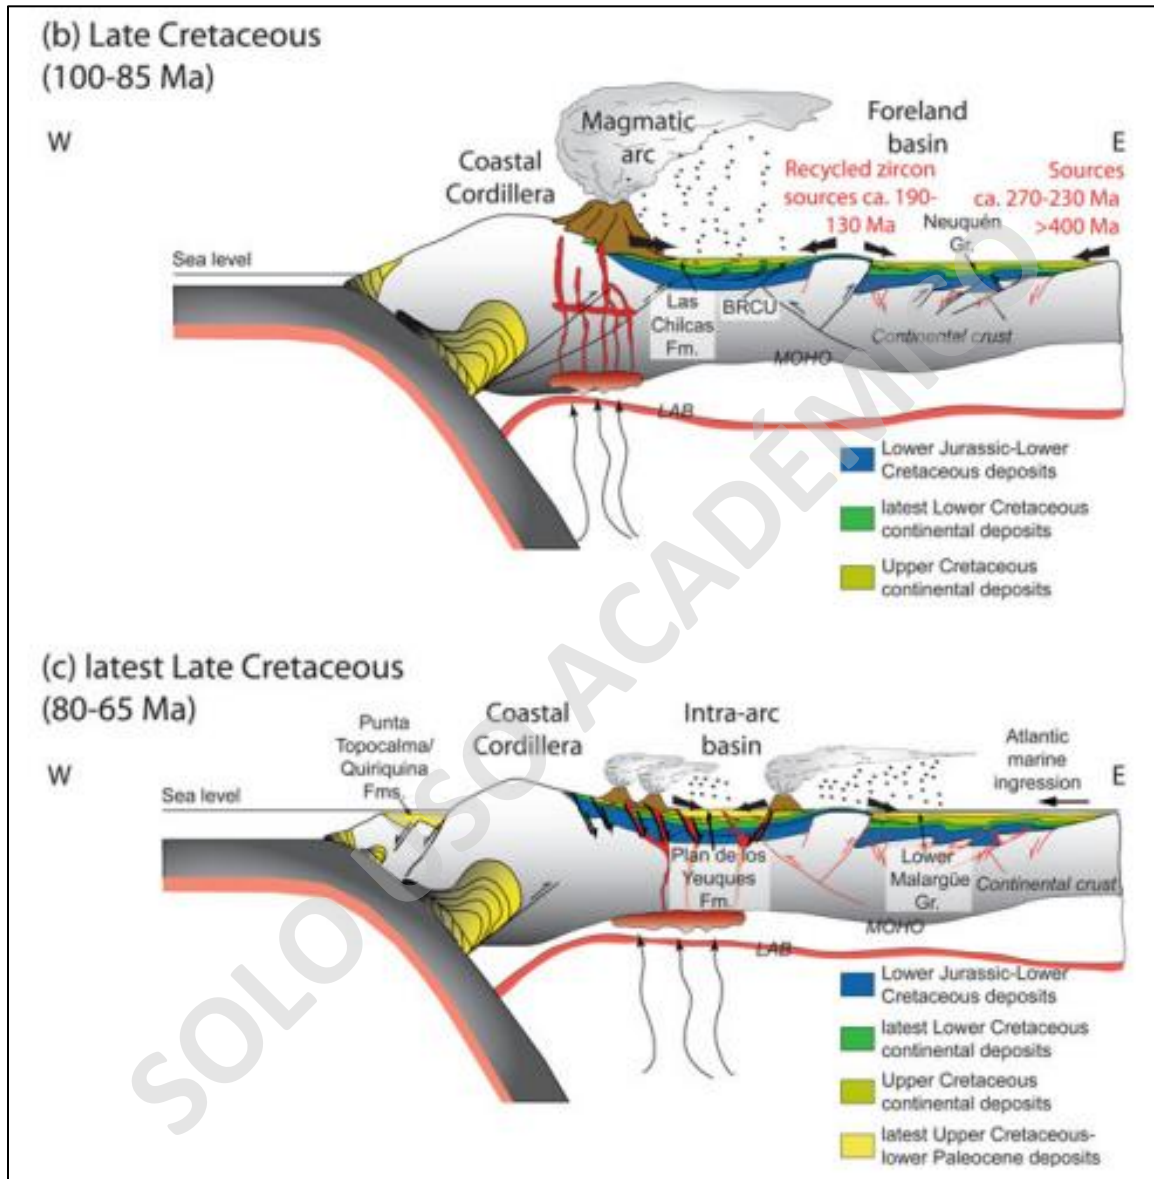 (b) Late Cretaceous
(100-85 Ma)
W
E
Sea level
Coastal
Cordillera
Magmatic
arc
Foreland
basin
Recycled zircon
sources ca. 190-
130 Ma
Sources
ca. 270-230 Ma
>400 Ma
Neuquén
Gr.
Las
Chilcas
Fm.
BRCU
Continental crust
MOHO
LAB
Lower Jurassic-Lower
Cretaceous deposits
latest Lower Cretaceous
continental deposits
Upper Cretaceous
continental deposits
(c) latest Late Cretaceous
(80-65 Ma)
W
E
Sea level
Punta
Topocalma/
Quiriquina
Fms.
Coastal
Cordillera
Intra-arc
basin
Atlantic
marine
ingression
Plan de los
Yeuques
Fm.
Lower
Malargüe
Gr.
Continental crust
MOHO
LAB
Lower Jurassic-Lower
Cretaceous deposits
latest Lower Cretaceous
continental deposits
Upper Cretaceous
continental deposits
latest Upper Cretaceous-
lower Paleocene deposits
SOLO USO ACADÉMICO